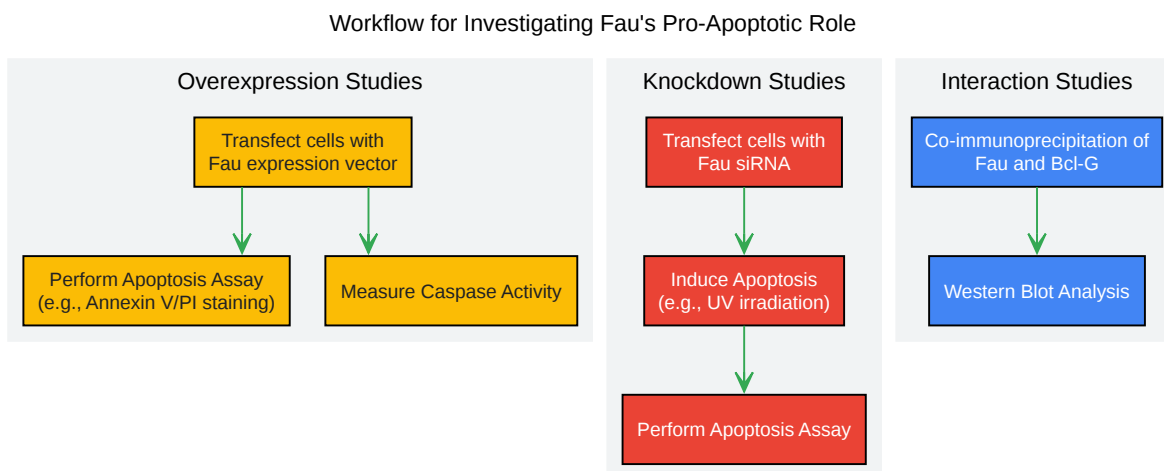 Workflow for Investigating Fau's Pro-Apoptotic Role
Overexpression Studies
Transfect cells with
Fau expression vector
Perform Apoptosis Assay
(e.g., Annexin V/PI staining)
Measure Caspase Activity
Knockdown Studies
Transfect cells with
Fau siRNA
Induce Apoptosis
(e.g., UV irradiation)
Perform Apoptosis Assay
Interaction Studies
Co-immunoprecipitation of
Fau and Bcl-G
Western Blot Analysis